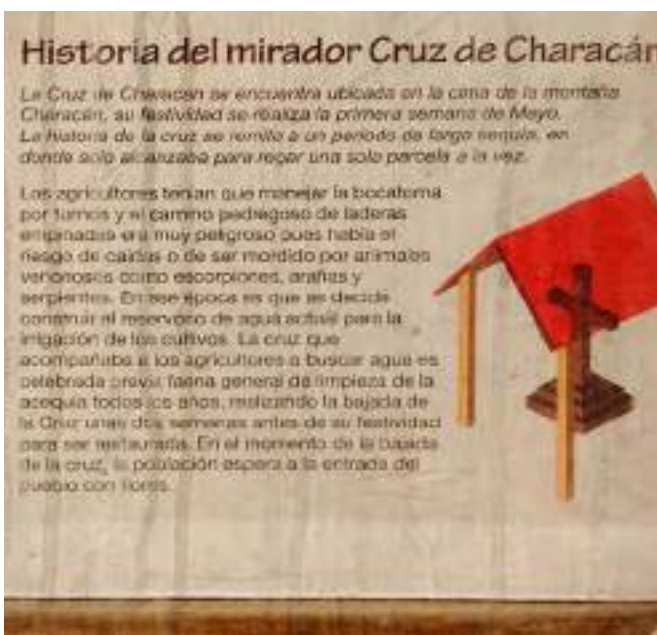 Historia del mirador Cruz de Characán
La Cruz de Characán se encuentra ubicada en la cima de la montaña
Characán, su festividad se realiza la primera semana de Mayo.
La historia de la cruz se remite a un periodo de larga sequía, en
donde solo alcanzaba para regar una sola parcela a la vez.
Los agricultores tenían que manejar la bocatoma
por turnos y el camino pedregoso de laderas
empinadas era muy peligroso pues había el
riesgo de caídas o de ser mordido por animales
venenosos como escorpiones, arañas y
serpientes. En ese época es que se decide
construir el reservorio de agua actual para la
irrigación de los cultivos. La cruz que
acompañaba a los agricultores a buscar agua es
celebrada previa faena general de limpieza de la
acequia todos los años, realizando la bajada de
la Cruz unas dos semanas antes de su festividad
para ser restaurada. En el momento de la bajada
de la cruz, la población espera a la entrada del
pueblo con flores.